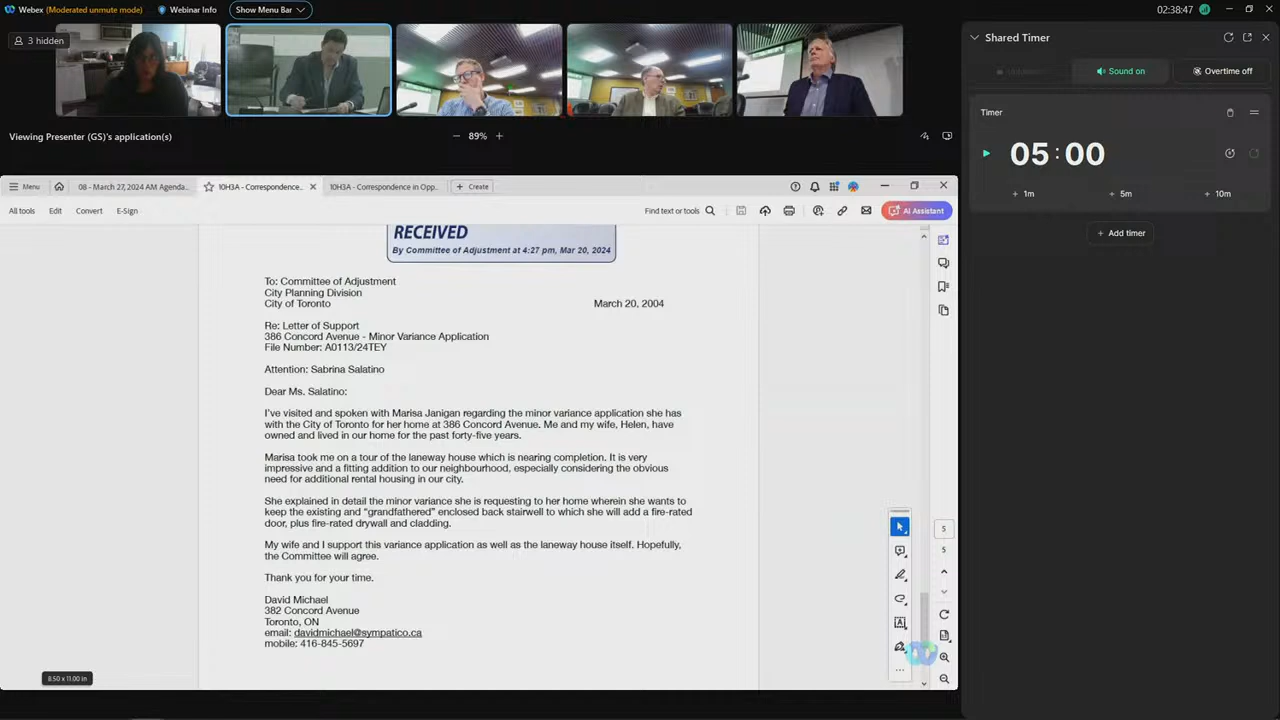 Webex (Moderated unmute mode) Webinar Info Show Menu Bar 02:38:47
3 hidden
Viewing Presenter (GS)'s application(s) 89%
Shared Timer
Sound on Overtime off
Timer
05:00
+ 1m + 5m + 10m
+ Add timer
Menu 08 - March 27, 2024 AM Agenda... 10H3A - Correspondence... 10H3A - Correspondence in Opp... + Create
All tools Edit Convert E-Sign Find text or tools AI Assistant
RECEIVED
By Committee of Adjustment at 4:27 pm, Mar 20, 2024
To: Committee of Adjustment
City Planning Division
City of Toronto March 20, 2004
Re: Letter of Support
386 Concord Avenue - Minor Variance Application
File Number: A0113/24TEY
Attention: Sabrina Salatino
Dear Ms. Salatino:
I've visited and spoken with Marisa Janigan regarding the minor variance application she has
with the City of Toronto for her home at 386 Concord Avenue. Me and my wife, Helen, have
owned and lived in our home for the past forty-five years.
Marisa took me on a tour of the laneway house which is nearing completion. It is very
impressive and a fitting addition to our neighbourhood, especially considering the obvious
need for additional rental housing in our city.
She explained in detail the minor variance she is requesting to her home wherein she wants to
keep the existing and "grandfathered" enclosed back stairwell to which she will add a fire-rated
door, plus fire-rated drywall and cladding.
My wife and I support this variance application as well as the laneway house itself. Hopefully,
the Committee will agree.
Thank you for your time.
David Michael
382 Concord Avenue
Toronto, ON
email: davidmichael@sympatico.ca
mobile: 416-845-5697
5
5
8.50 x 11.00 in